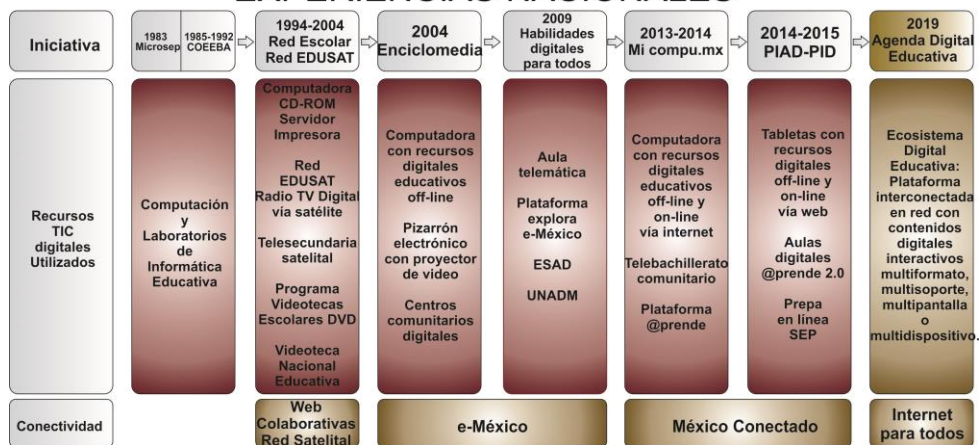 EXPERIENCIAS NACIONALES
Iniciativa
1983
Microsep
1985-1992
COEEBA
1994-2004
Red Escolar
Red EDUSAT
2004
Enciclomedia
2009
Habilidades
digitales
para todos
2013-2014
Mi compu.mx
2014-2015
PIAD-PID
2019
Agenda Digital
Educativa
Recursos
TIC
digitales
Utilizados
Computación
y
Laboratorios
de
Informática
Educativa
Computadora
CD-ROM
Servidor
Impresora
Red
EDUSAT
Radio TV Digital
vía satélite
Telesecundaria
satelital
Programa
Videotecas
Escolares DVD
Videoteca
Nacional
Educativa
Computadora
con recursos
digitales
educativos
off-line
Pizarrón
electrónico
con proyector
de video
Centros
comunitarios
digitales
Aula
telemática
Plataforma
explora
e-México
ESAD
UNADM
Computadora
con recursos
digitales
educativos
off-line y
on-line
vía internet
Telebachillerato
comunitario
Plataforma
@prende
Tabletas con
recursos
digitales
off-line y
on-line
vía web
Aulas
digitales
@prende 2.0
Prepa
en línea
SEP
Ecosistema
Digital
Educativa:
Plataforma
interconectada
en red con
contenidos
digitales
interactivos
multiformato,
multisoporte,
multipantalla
o
multidispositivo.
Conectividad
Web
Colaborativas
Red Satelital
e-México
México Conectado
Internet
para todos